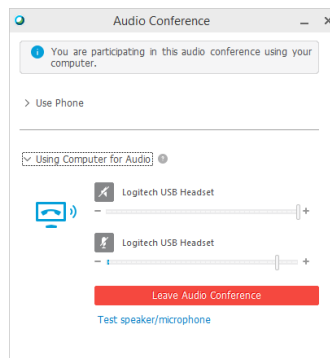 Audio Conference
You are participating in this audio conference using your
computer.
Use Phone
Using Computer for Audio
Logitech USB Headset
Logitech USB Headset
Leave Audio Conference
Test speaker/microphone